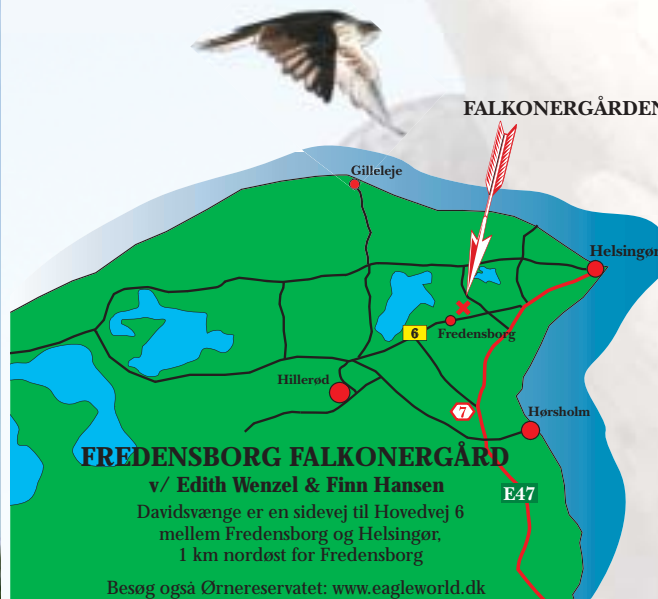 FALKONERGÅRDEN
Gilleleje
Helsingør
6
Fredensborg
Hillerød
7
Hørsholm
FREDENSBORG FALKONERGÅRD
v/ Edith Wenzel & Finn Hansen
E47
Davidsvænge er en sidevej til Hovedvej 6
mellem Fredensborg og Helsingør,
1 km nordøst for Fredensborg
Besøg også Ørnereservatet: www.eagleworld.dk